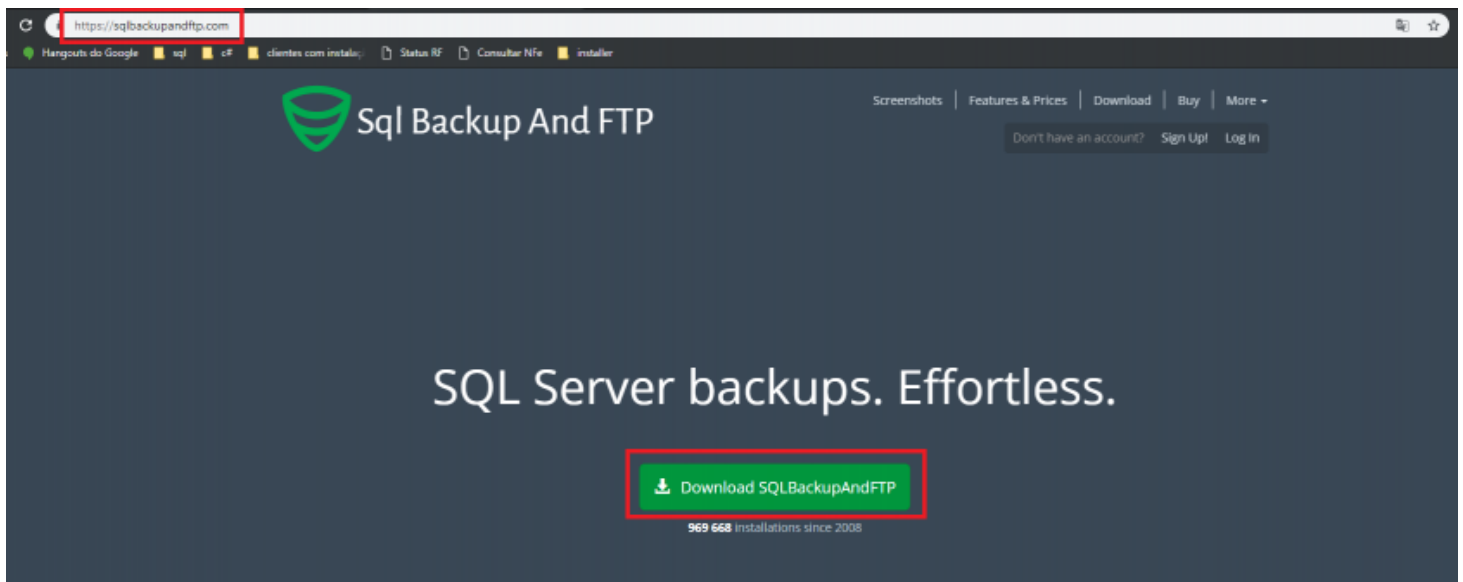 https://sqlbackupandftp.com
Hangouts do Google sql c# clientes com instalaç Status RF Consultar NFe installer
Sql Backup And FTP
Screenshots Features & Prices Download Buy More
Don't have an account? Sign Up! Log In
SQL Server backups. Effortless.
Download SQLBackupAndFTP
969 668 installations since 2008